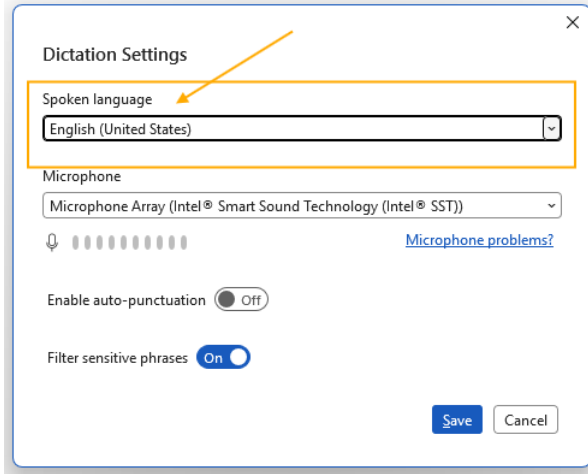 Dictation Settings
Spoken language
English (United States)
Microphone
Microphone Array (Intel® Smart Sound Technology (Intel® SST))
Microphone problems?
Enable auto-punctuation Off
Filter sensitive phrases On
Save Cancel